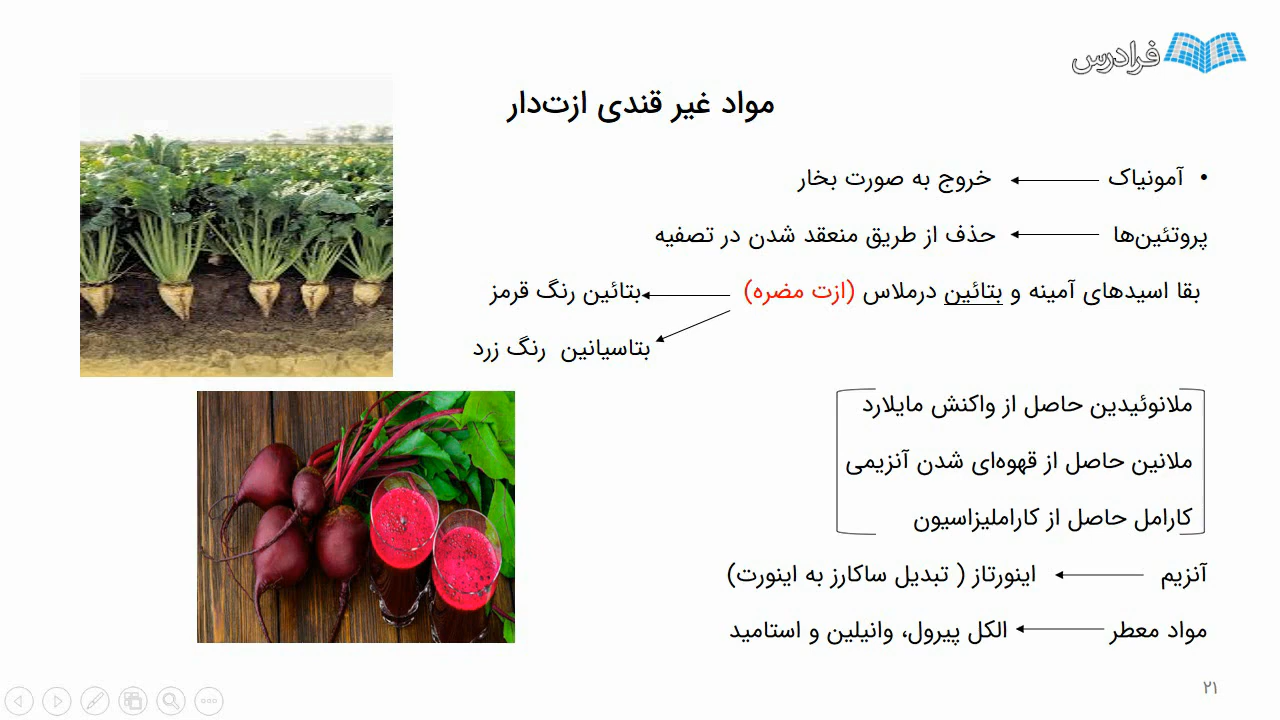 فرادرس
مواد غیر قندی ازت‌دار
• آمونیاک خروج به صورت بخار
پروتئین‌ها حذف از طریق منعقد شدن در تصفیه
بقا اسیدهای آمینه و بتائین درملاس (ازت مضره) بتائین رنگ قرمز
بتاسیانین رنگ زرد
ملانوئیدین حاصل از واکنش مایلارد
ملانین حاصل از قهوه‌ای شدن آنزیمی
کارامل حاصل از کاراملیزاسیون
آنزیم اینورتاز ( تبدیل ساکارز به اینورت)
مواد معطر الکل پیرول، وانیلین و استامید
۲۱